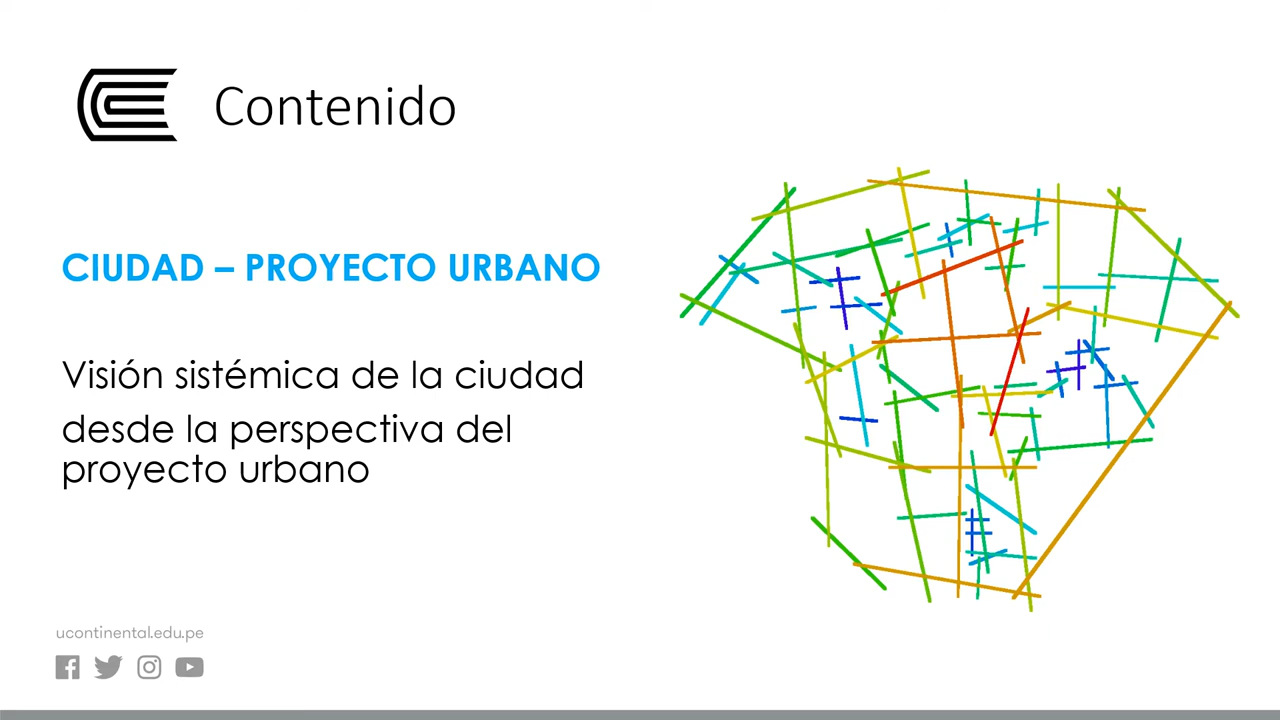 Contenido
CIUDAD – PROYECTO URBANO
Visión sistémica de la ciudad
desde la perspectiva del
proyecto urbano
ucontinental.edu.pe